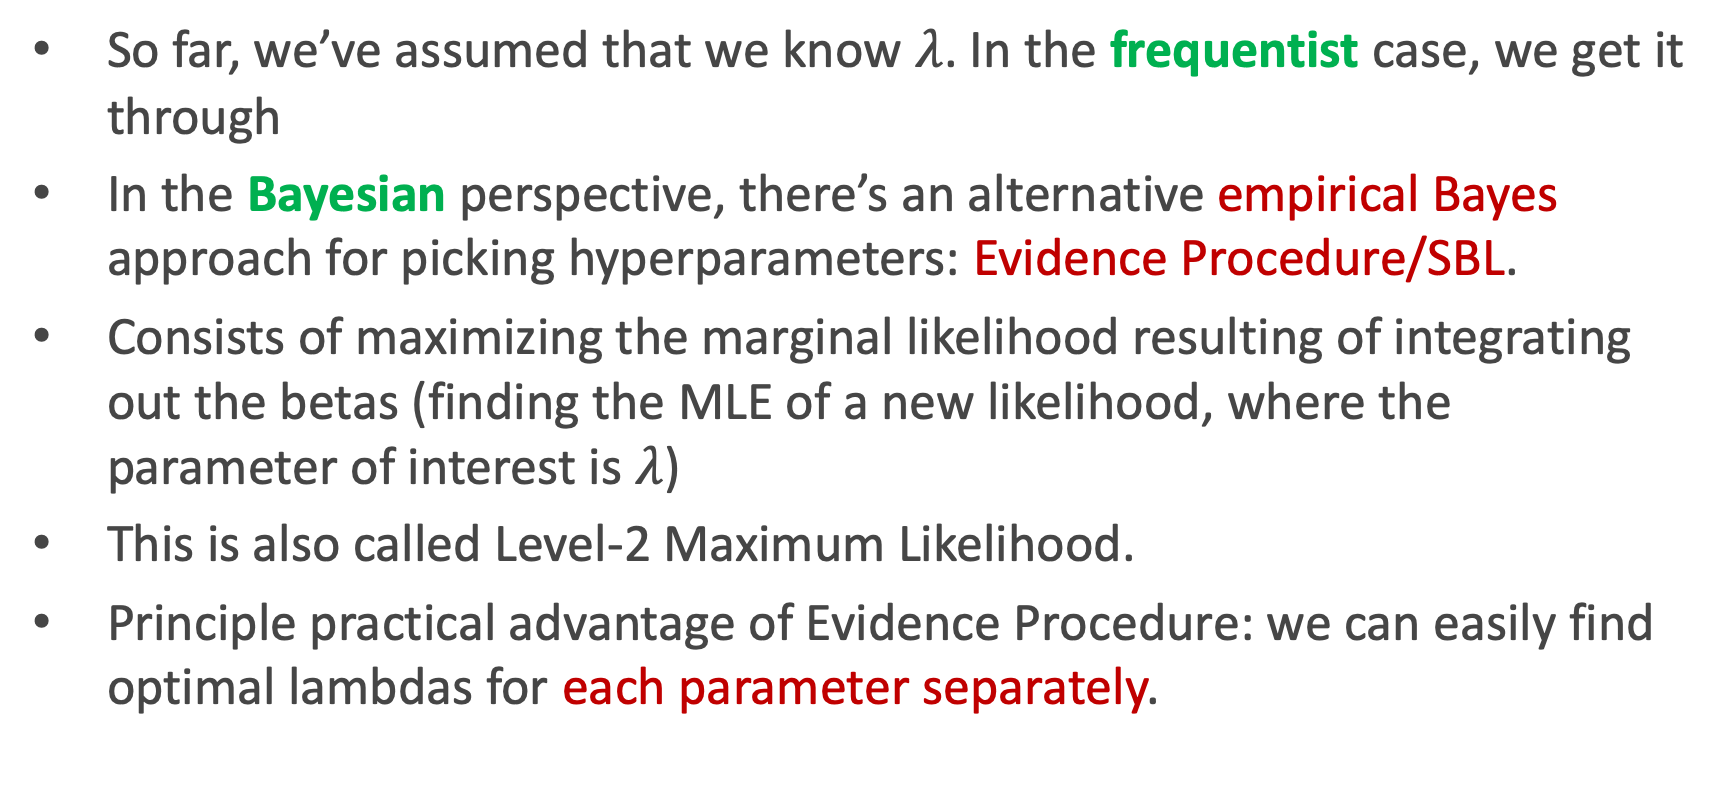 • So far, we’ve assumed that we know 𝜆. In the frequentist case, we get it
through
• In the Bayesian perspective, there’s an alternative empirical Bayes
approach for picking hyperparameters: Evidence Procedure/SBL.
• Consists of maximizing the marginal likelihood resulting of integrating
out the betas (finding the MLE of a new likelihood, where the
parameter of interest is 𝜆)
• This is also called Level-2 Maximum Likelihood.
• Principle practical advantage of Evidence Procedure: we can easily find
optimal lambdas for each parameter separately.